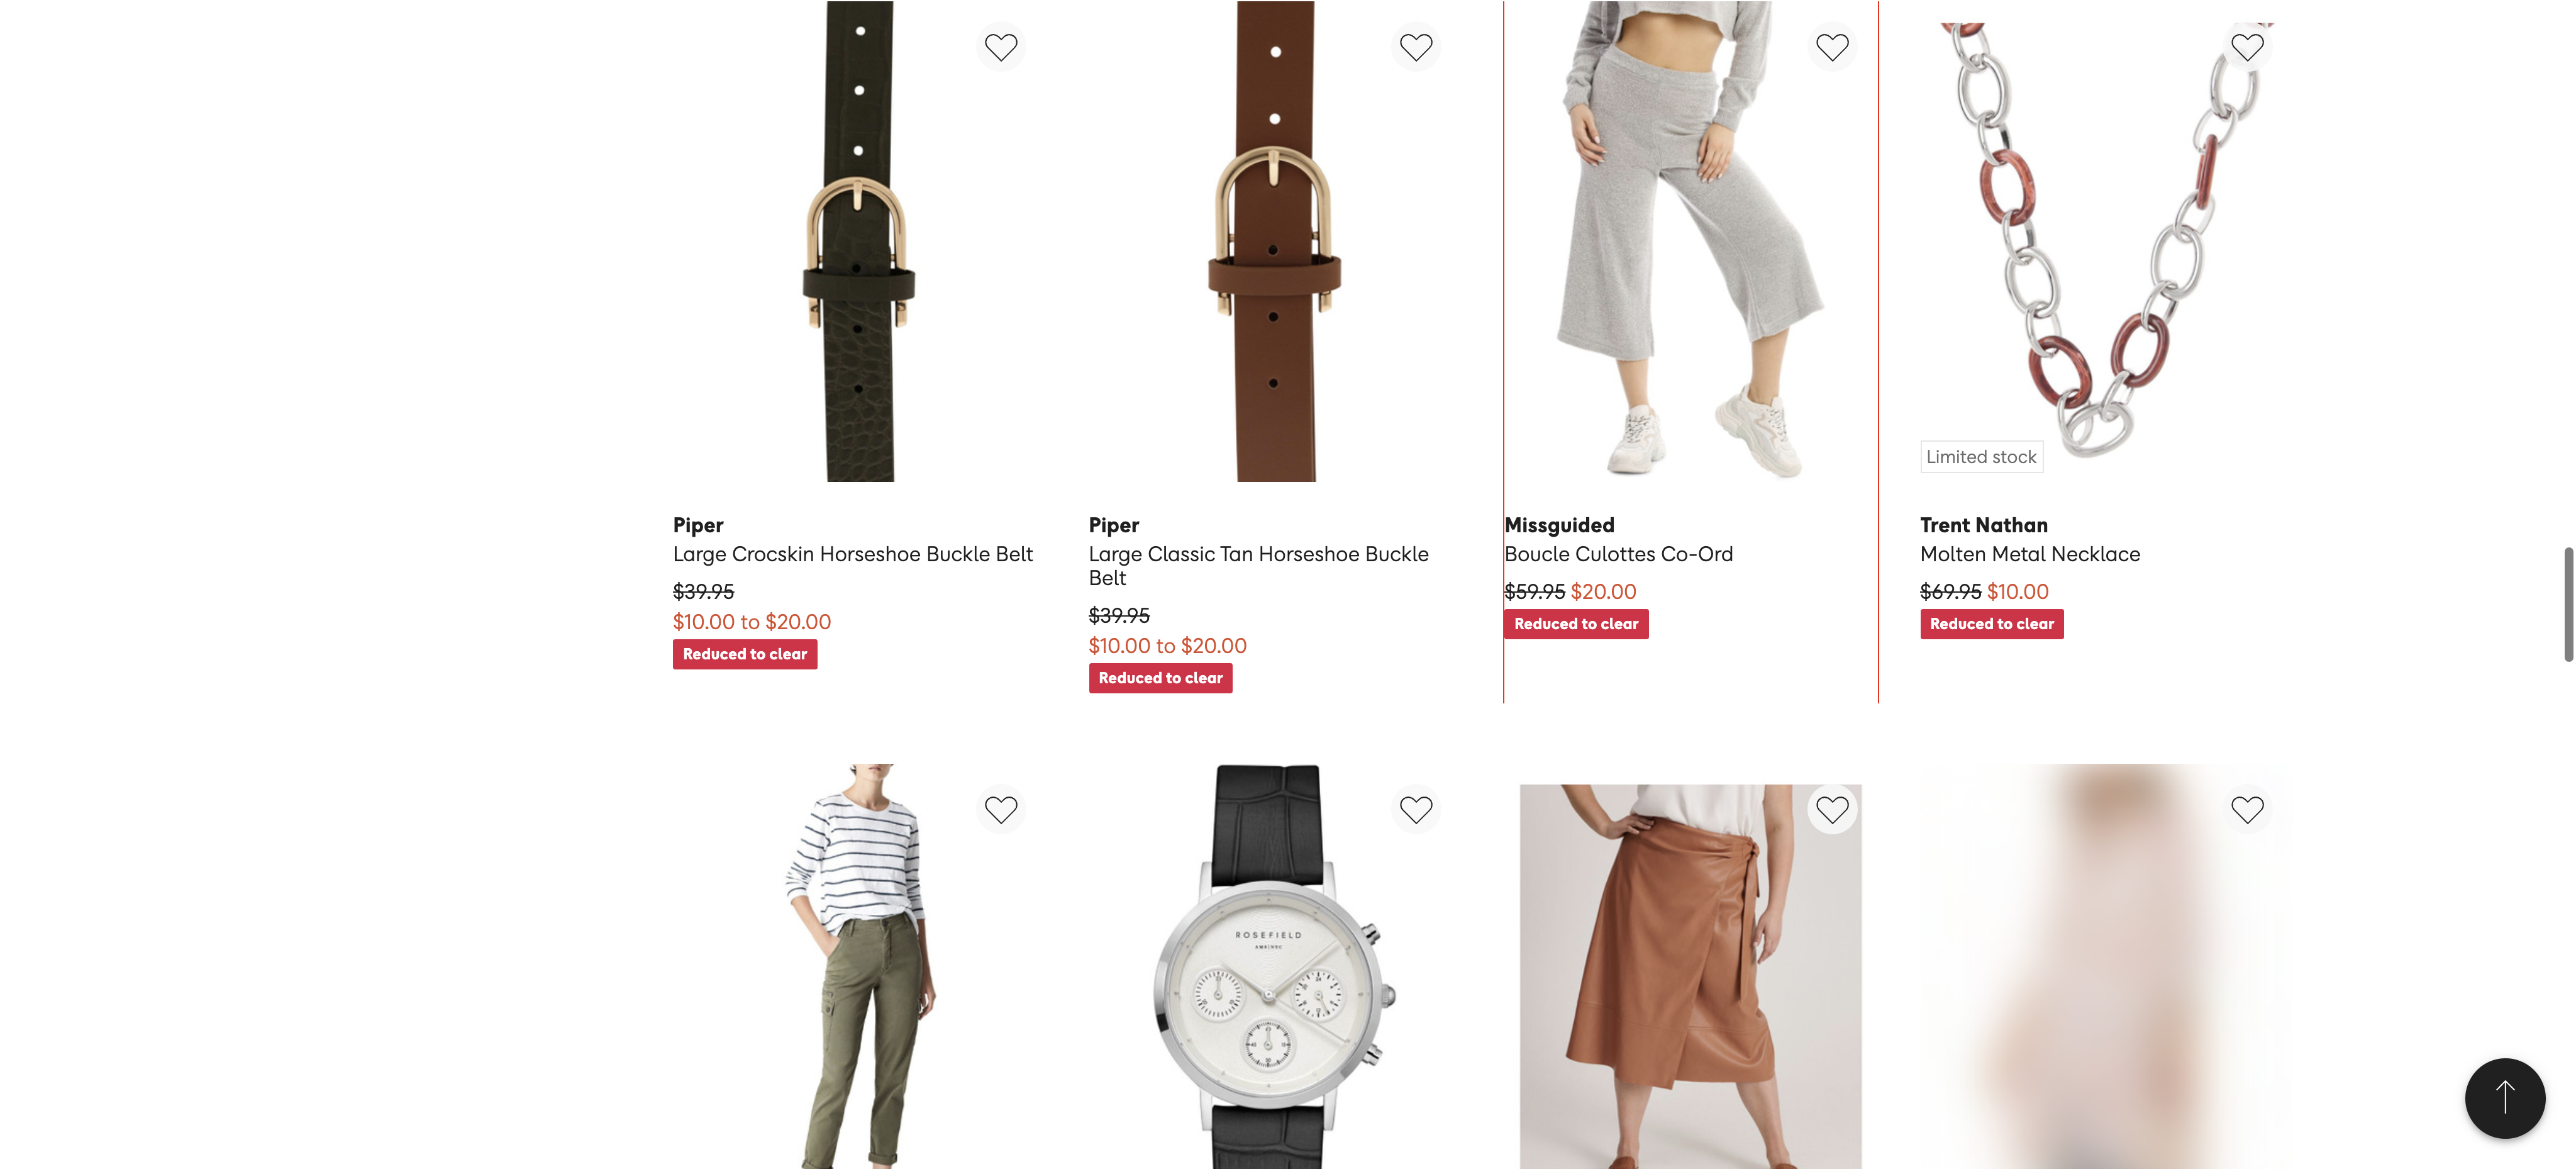 Limited stock
Piper
Large Crocskin Horseshoe Buckle Belt
$39.95
$10.00 to $20.00
Reduced to clear
Piper
Large Classic Tan Horseshoe Buckle
Belt
$39.95
$10.00 to $20.00
Reduced to clear
Missguided
Boucle Culottes Co-Ord
$59.95 $20.00
Reduced to clear
Trent Nathan
Molten Metal Necklace
$69.95 $10.00
Reduced to clear
ROSEFIELD